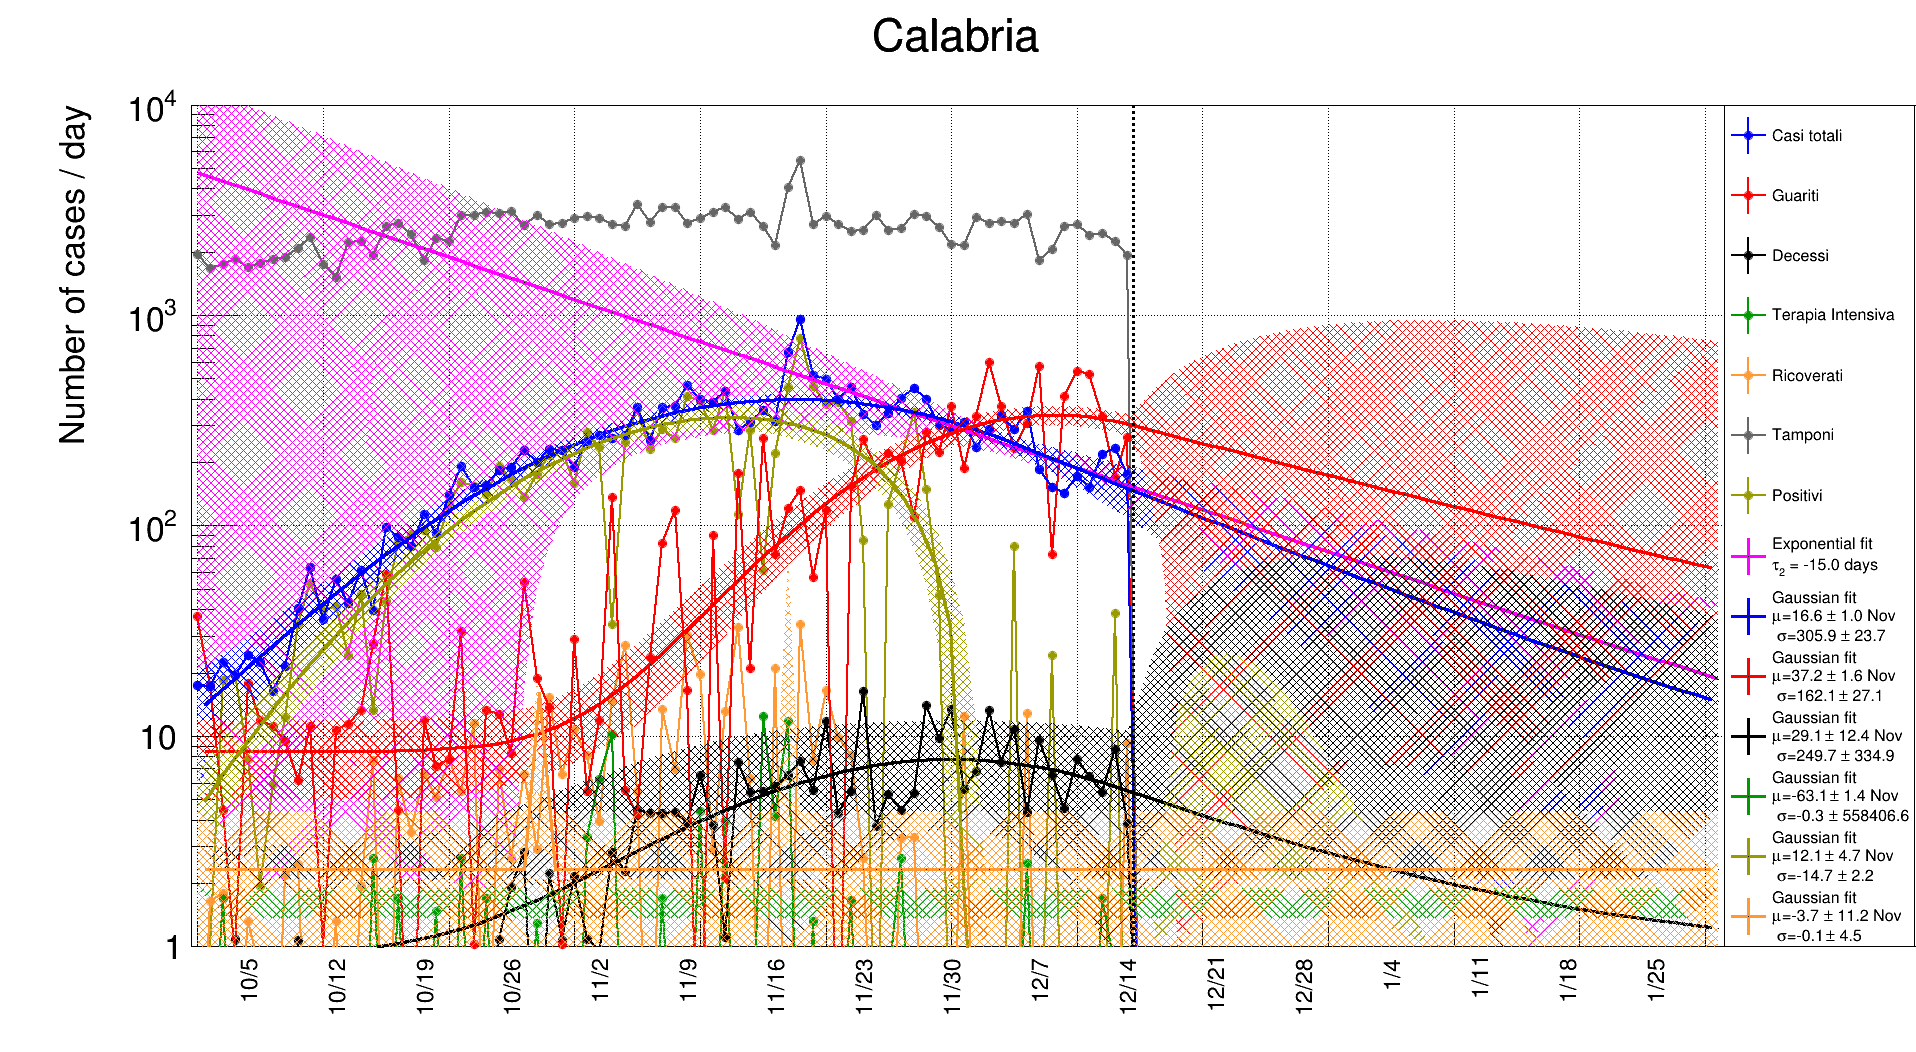 Calabria
Number of cases / day
10^4
10^3
10^2
10
1
10/5
10/12
10/19
10/26
11/2
11/9
11/16
11/23
11/30
12/7
12/14
12/21
12/28
1/4
1/11
1/18
1/25
Casi totali
Guariti
Decessi
Terapia Intensiva
Ricoverati
Tamponi
Positivi
Exponential fit
τ₂ = -15.0 days
Gaussian fit
μ=16.6 ± 1.0 Nov
σ=305.9 ± 23.7
Gaussian fit
μ=37.2 ± 1.6 Nov
σ=162.1 ± 27.1
Gaussian fit
μ=29.1 ± 12.4 Nov
σ=249.7 ± 334.9
Gaussian fit
μ=-63.1 ± 1.4 Nov
σ=-0.3 ± 558406.6
Gaussian fit
μ=12.1 ± 4.7 Nov
σ=-14.7 ± 2.2
Gaussian fit
μ=-3.7 ± 11.2 Nov
σ=-0.1 ± 4.5